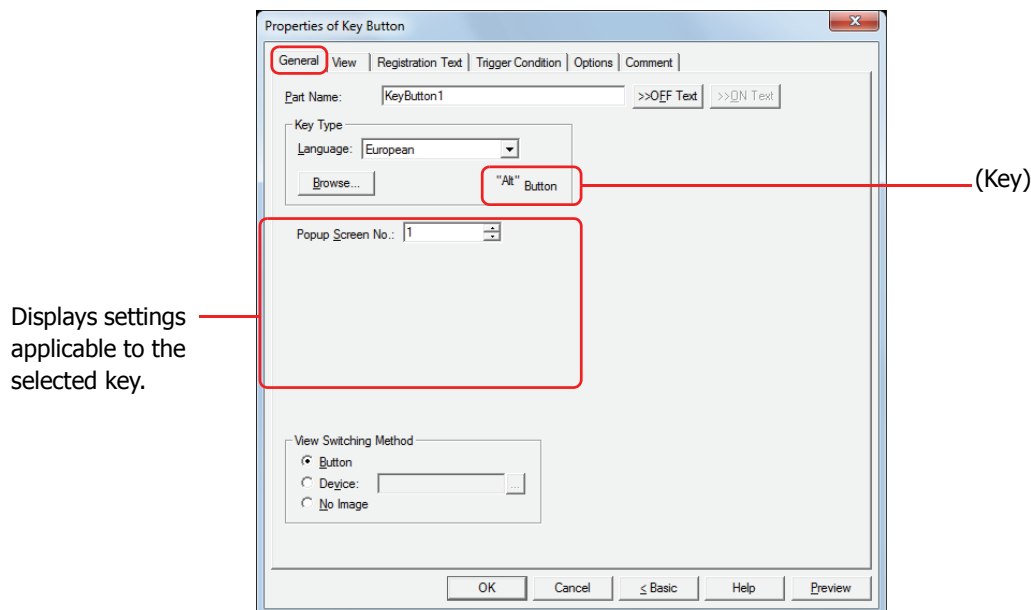 Properties of Key Button
x
General View Registration Text Trigger Condition Options Comment
Part Name: KeyButton1 >>OFF Text >>ON Text
Key Type
Language: European
Browse... "Alt" Button
(Key)
Popup Screen No.: 1
Displays settings
applicable to the
selected key.
View Switching Method
Button
Device: ...
No Image
OK Cancel < Basic Help Preview